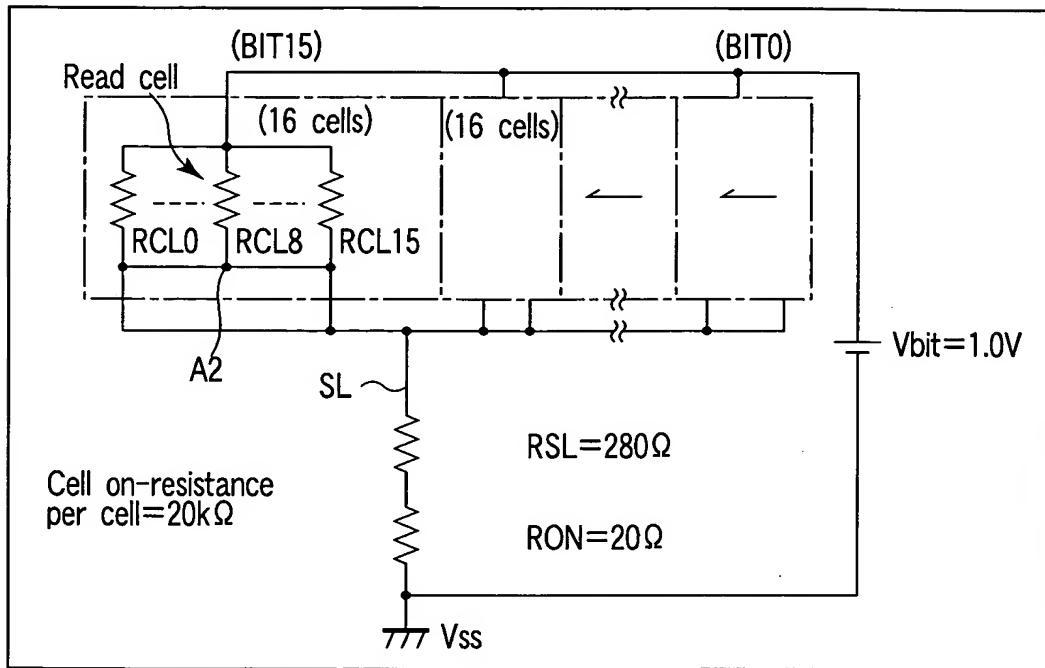 (BIT15)
(BIT0)
Read cell
(16 cells)
(16 cells)
RCL0
RCL8
RCL15
A2
SL
Vbit=1.0V
RSL=280Ω
Cell on-resistance
per cell=20kΩ
RON=20Ω
Vss